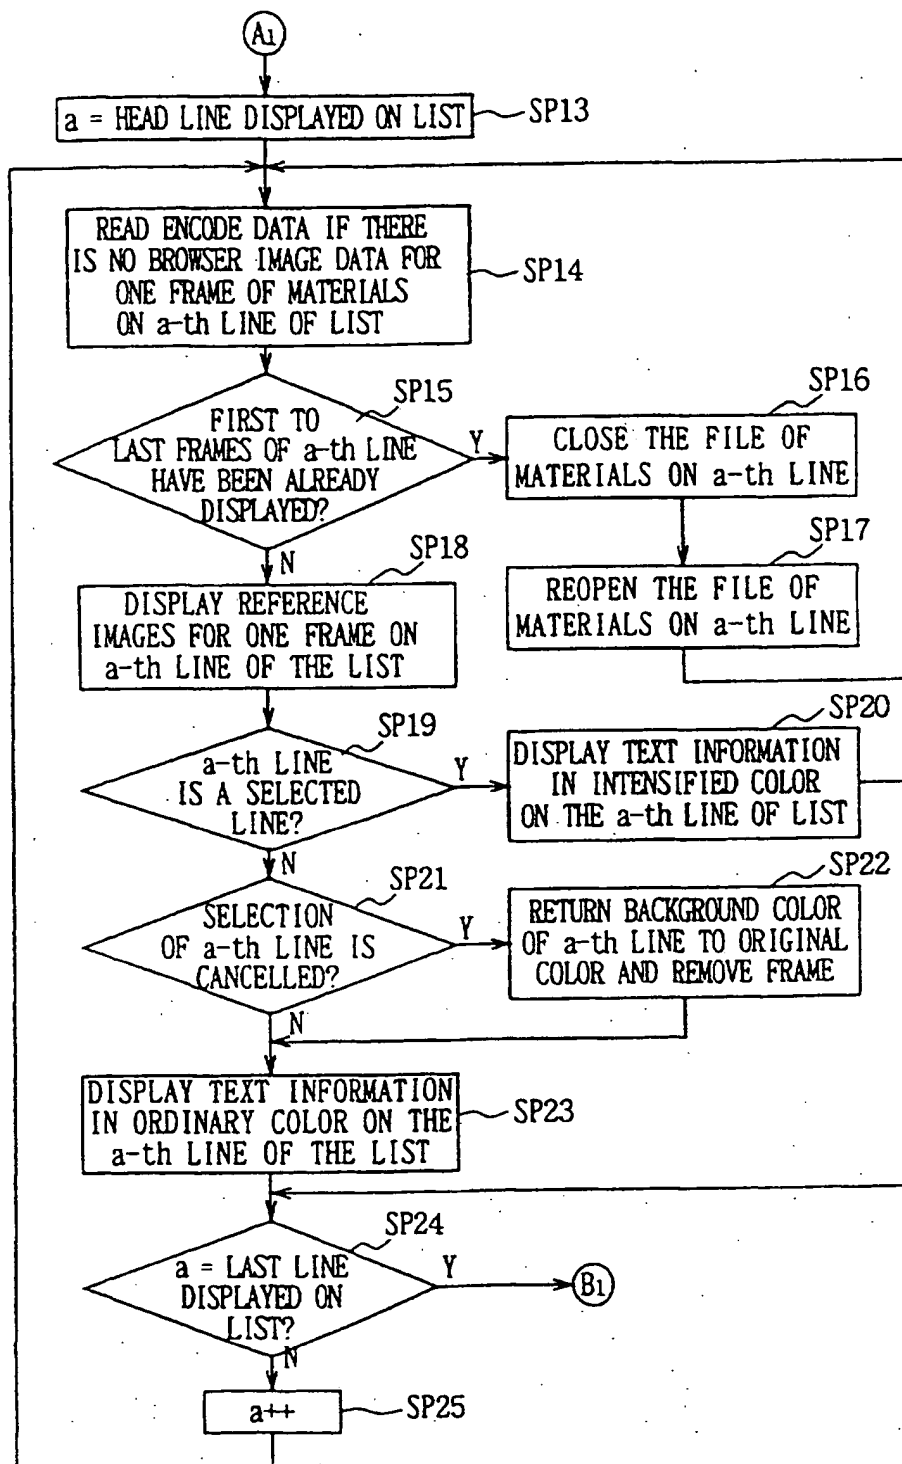 A1
a = HEAD LINE DISPLAYED ON LIST
SP13
READ ENCODE DATA IF THERE
IS NO BROWSER IMAGE DATA FOR
ONE FRAME OF MATERIALS
ON a-th LINE OF LIST
SP14
SP15
FIRST TO
LAST FRAMES OF a-th LINE
HAVE BEEN ALREADY
DISPLAYED?
Y
N
SP16
CLOSE THE FILE OF
MATERIALS ON a-th LINE
SP17
REOPEN THE FILE OF
MATERIALS ON a-th LINE
SP18
DISPLAY REFERENCE
IMAGES FOR ONE FRAME ON
a-th LINE OF THE LIST
SP19
a-th LINE
IS A SELECTED
LINE?
Y
N
SP20
DISPLAY TEXT INFORMATION
IN INTENSIFIED COLOR
ON THE a-th LINE OF LIST
SP21
SELECTION
OF a-th LINE IS
CANCELLED?
Y
N
SP22
RETURN BACKGROUND COLOR
OF a-th LINE TO ORIGINAL
COLOR AND REMOVE FRAME
DISPLAY TEXT INFORMATION
IN ORDINARY COLOR ON THE
a-th LINE OF THE LIST
SP23
SP24
a = LAST LINE
DISPLAYED ON
LIST?
Y
B1
N
a++
SP25